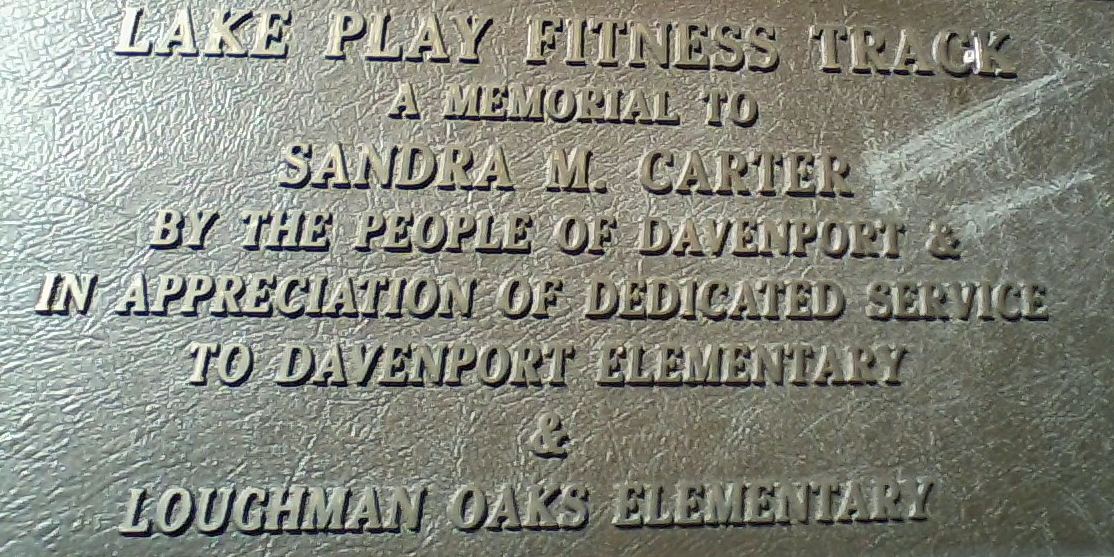 LAKE PLAY FITNESS TRACK
A MEMORIAL TO
SANDRA M. CARTER
BY THE PEOPLE OF DAVENPORT &
IN APPRECIATION OF DEDICATED SERVICE
TO DAVENPORT ELEMENTARY
&
LOUGHMAN OAKS ELEMENTARY